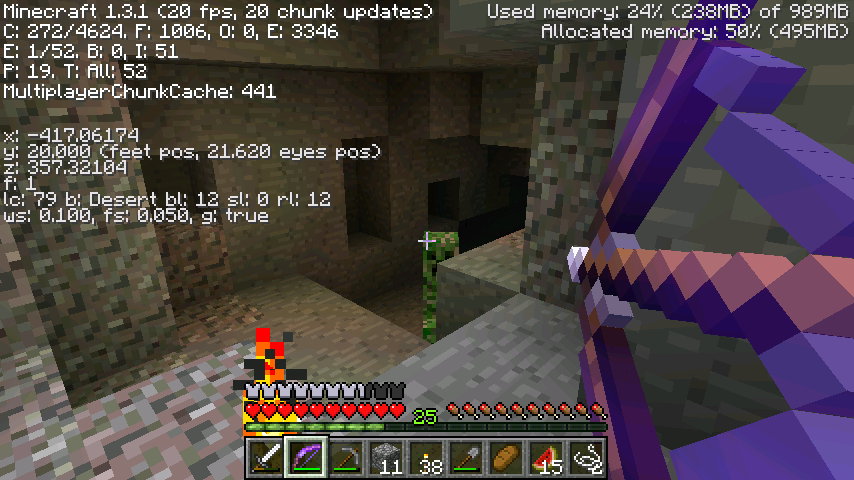 Minecraft 1.3.1 (20 fps, 20 chunk updates)
C: 272/4624, F: 1006, O: 0, E: 3346
E: 1/52, B: 0, I: 51
P: 19, T: All: 52
MultiplayerChunkCache: 441
x: -417.06174
y: 20.000 (feet pos, 21.620 eyes pos)
z: 357.32104
f: 1
lc: 79 b: Desert bl: 12 sl: 0 rl: 12
ws: 0.100, fs: 0.050, g: true
Used memory: 24% (238MB) of 989MB
Allocated memory: 50% (495MB)
25
11
38
15
2